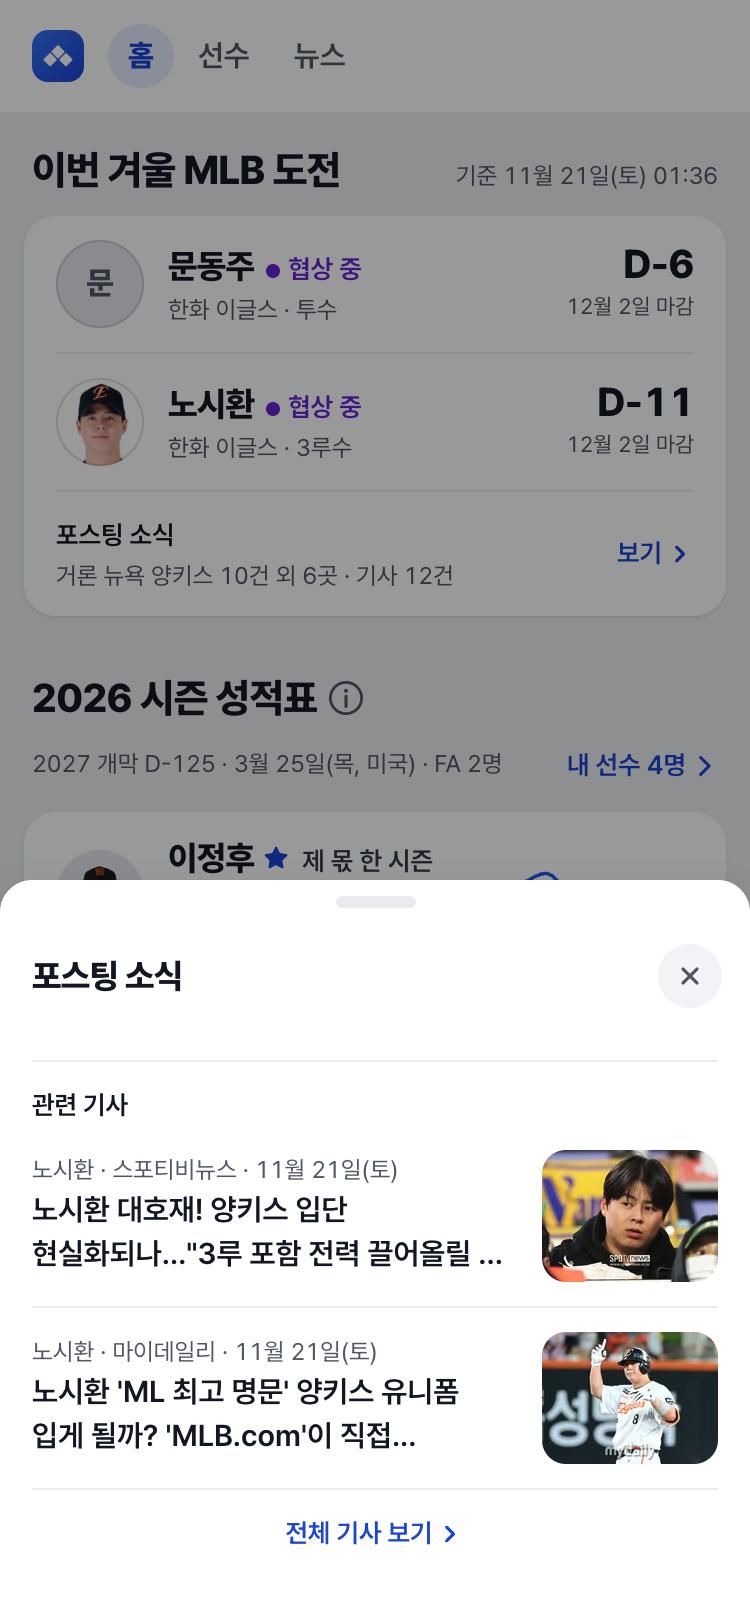 홈 선수 뉴스
이번 겨울 MLB 도전
기준 11월 21일(토) 01:36
문
문동주 협상 중
한화 이글스 · 투수
D-6
12월 2일 마감
노시환 협상 중
한화 이글스 · 3루수
D-11
12월 2일 마감
포스팅 소식
거론 뉴욕 양키스 10건 외 6곳 · 기사 12건
보기
2026 시즌 성적표
2027 개막 D-125 · 3월 25일(목, 미국) · FA 2명
내 선수 4명
이정후 제 몫 한 시즌
포스팅 소식
관련 기사
노시환 · 스포티비뉴스 · 11월 21일(토)
노시환 대호재! 양키스 입단
현실화되나..."3루 포함 전력 끌어올릴 ...
SPOTV news
노시환 · 마이데일리 · 11월 21일(토)
노시환 'ML 최고 명문' 양키스 유니폼
입게 될까? 'MLB.com'이 직접...
Eagles
8
mydaily
전체 기사 보기